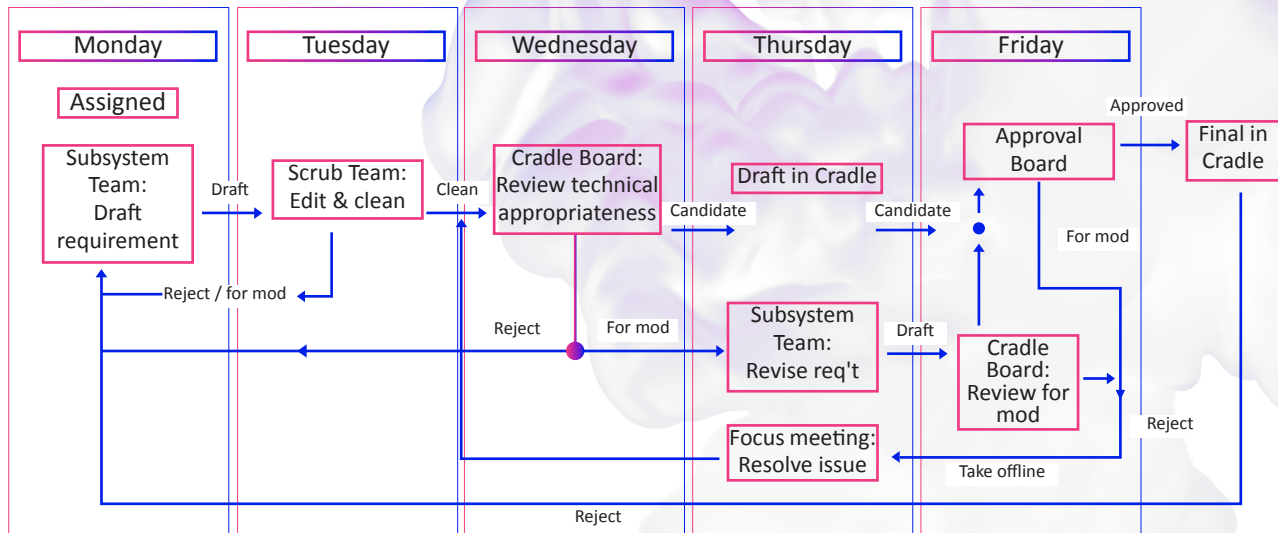 Monday
Tuesday
Wednesday
Thursday
Friday
Assigned
Subsystem
Team:
Draft
requirement
Draft
Scrub Team:
Edit & clean
Clean
Cradle Board:
Review technical
appropriateness
Candidate
Draft in Cradle
Candidate
Approval
Board
Approved
Final in
Cradle
For mod
Reject / for mod
Reject
For mod
Subsystem
Team:
Revise req't
Draft
Cradle
Board:
Review for
mod
Reject
Focus meeting:
Resolve issue
Take offline
Reject